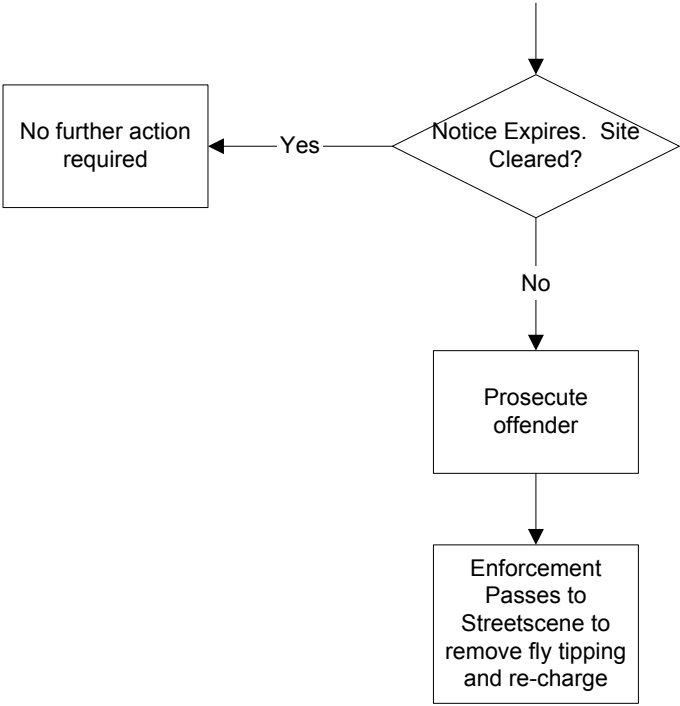 No further action
required
Yes
Notice Expires.  Site
Cleared?
No
Prosecute
offender
Enforcement
Passes to
Streetscene to
remove fly tipping
and re-charge